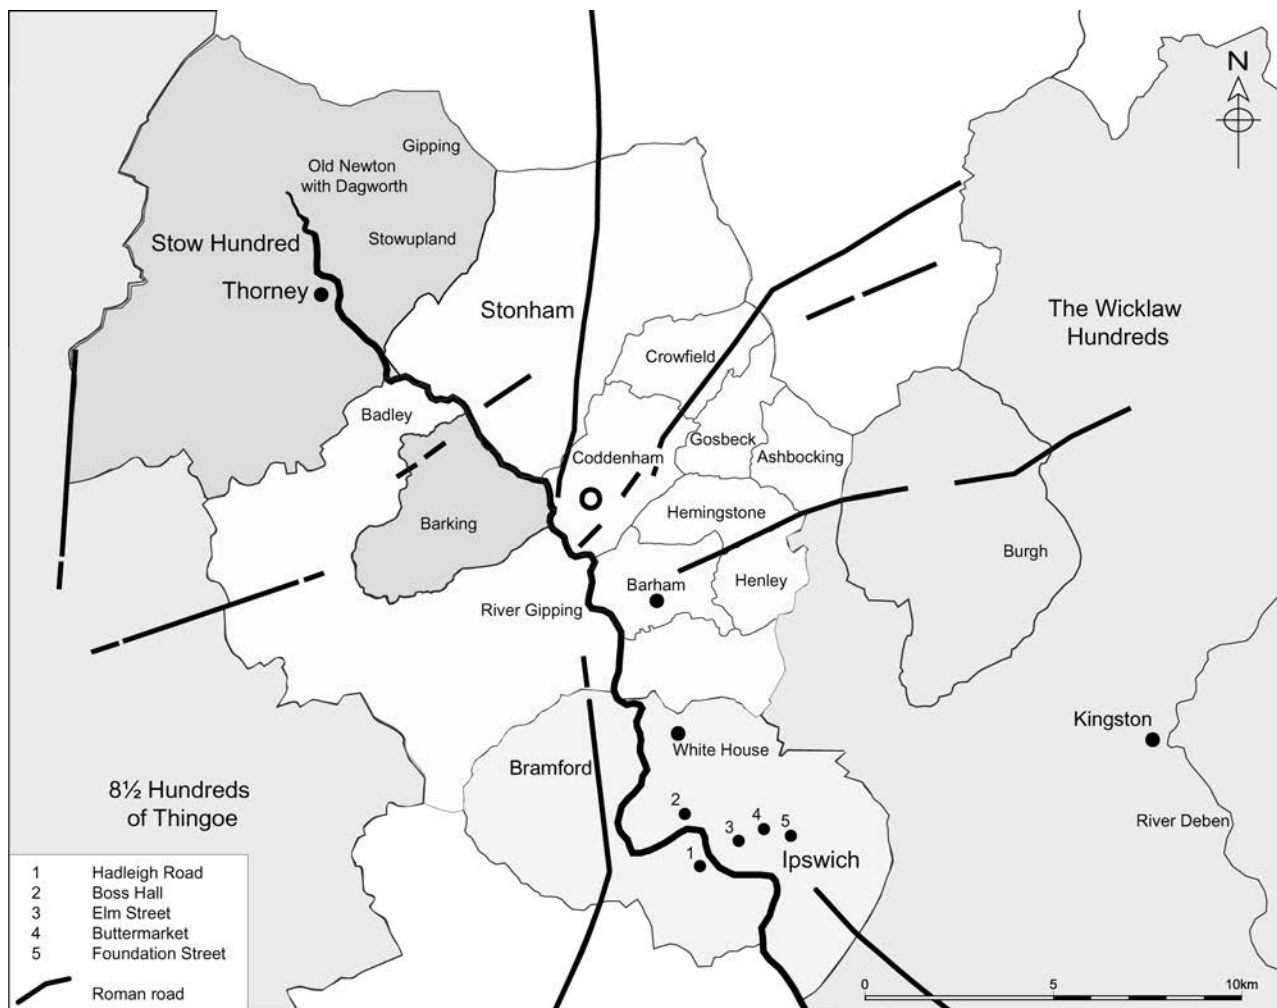 N
Gipping
Old Newton
with Dagworth
Stowupland
Stow Hundred
Thorney
Stonham
The Wicklaw
Hundreds
Crowfield
Badley
Gosbeck
Coddenham
Ashbocking
Hemingstone
Barking
Burgh
Barham
Henley
River Gipping
Kingston
White House
Bramford
8½ Hundreds
of Thingoe
2
4
5
3
River Deben
1
Ipswich
1 Hadleigh Road
2 Boss Hall
3 Elm Street
4 Buttermarket
5 Foundation Street
Roman road
0 5 10km